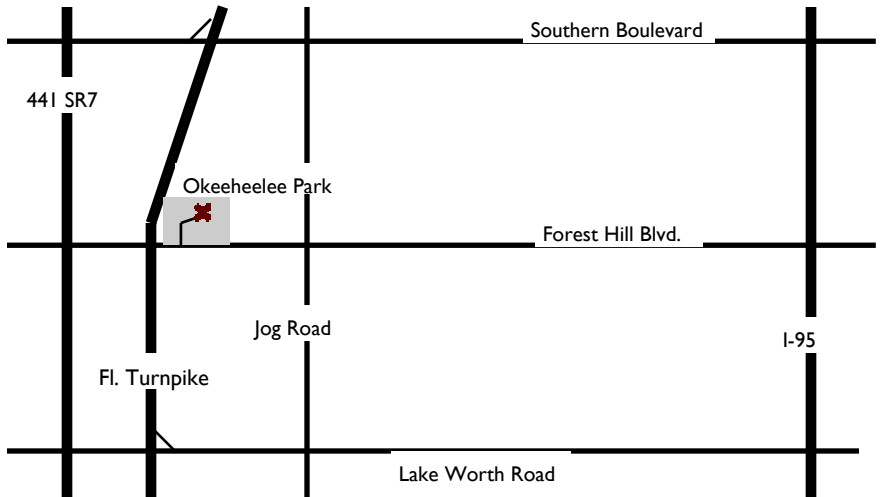 Southern Boulevard
441 SR7
Okeeheelee Park
Forest Hill Blvd.
Jog Road
I-95
Fl. Turnpike
Lake Worth Road